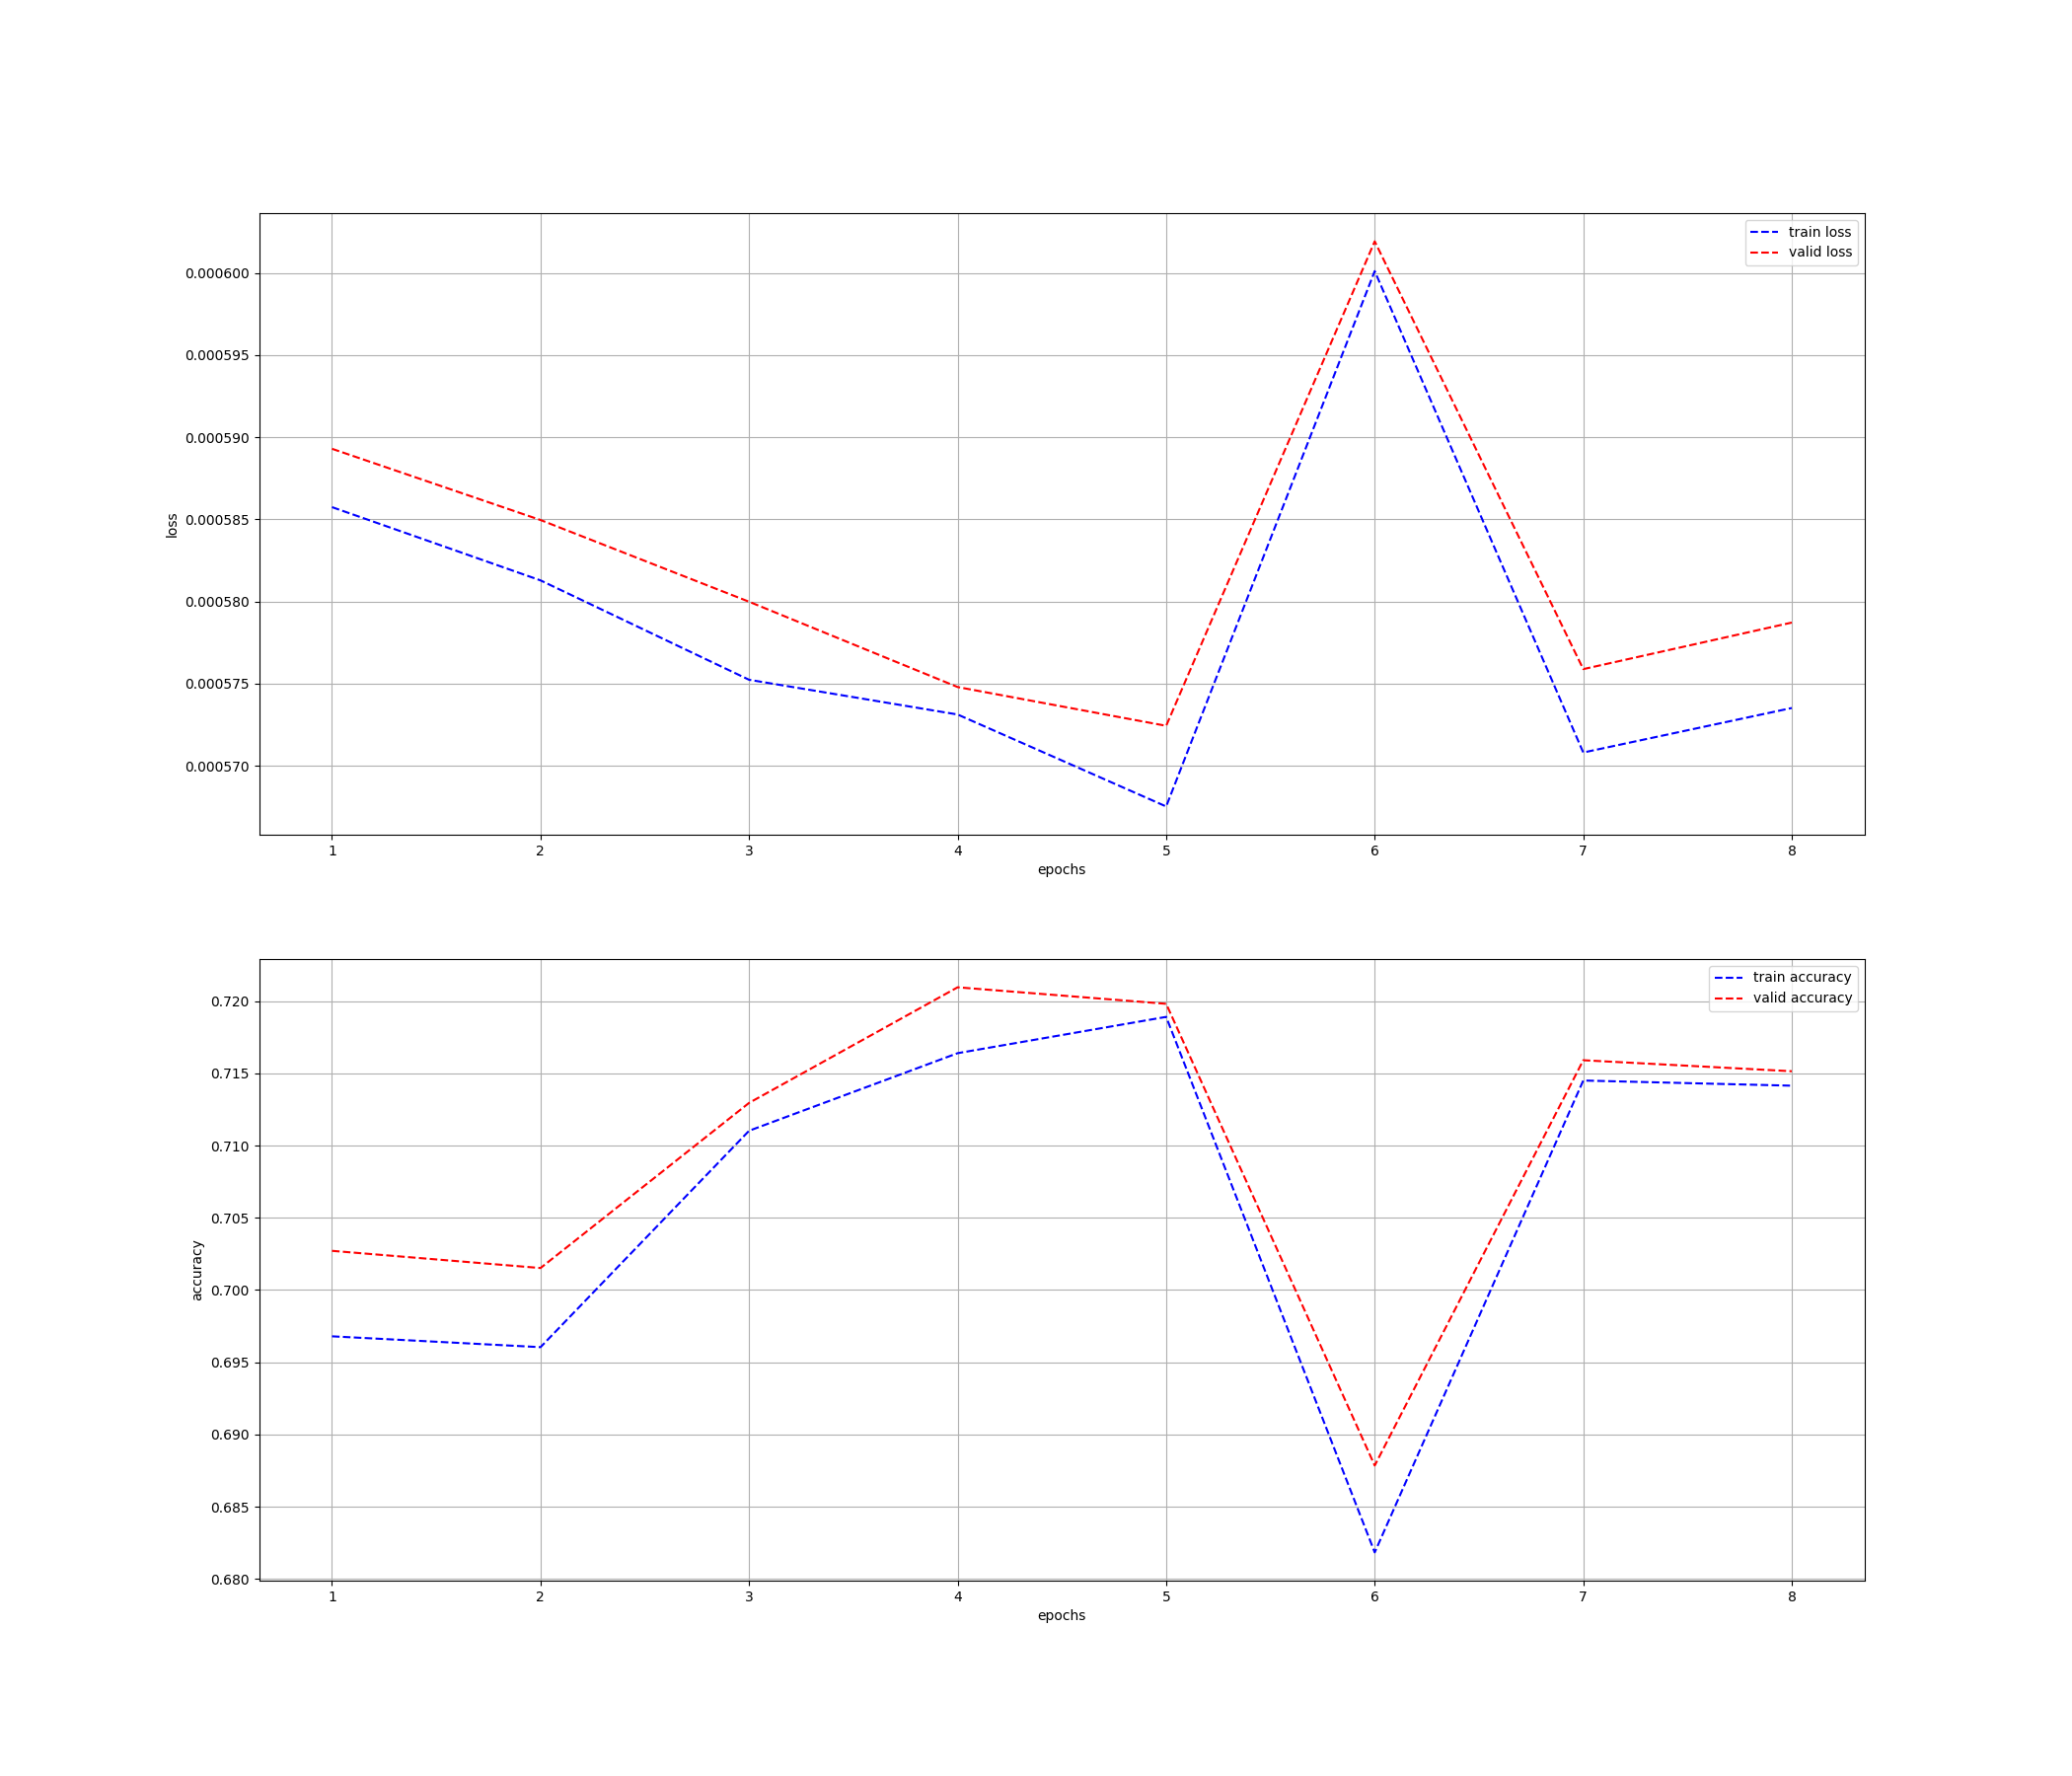 train loss
valid loss
0.000600
0.000595
0.000590
0.000585
0.000580
0.000575
0.000570
loss
1 2 3 4 5 6 7 8
epochs
train accuracy
valid accuracy
0.720
0.715
0.710
0.705
0.700
0.695
0.690
0.685
0.680
accuracy
1 2 3 4 5 6 7 8
epochs